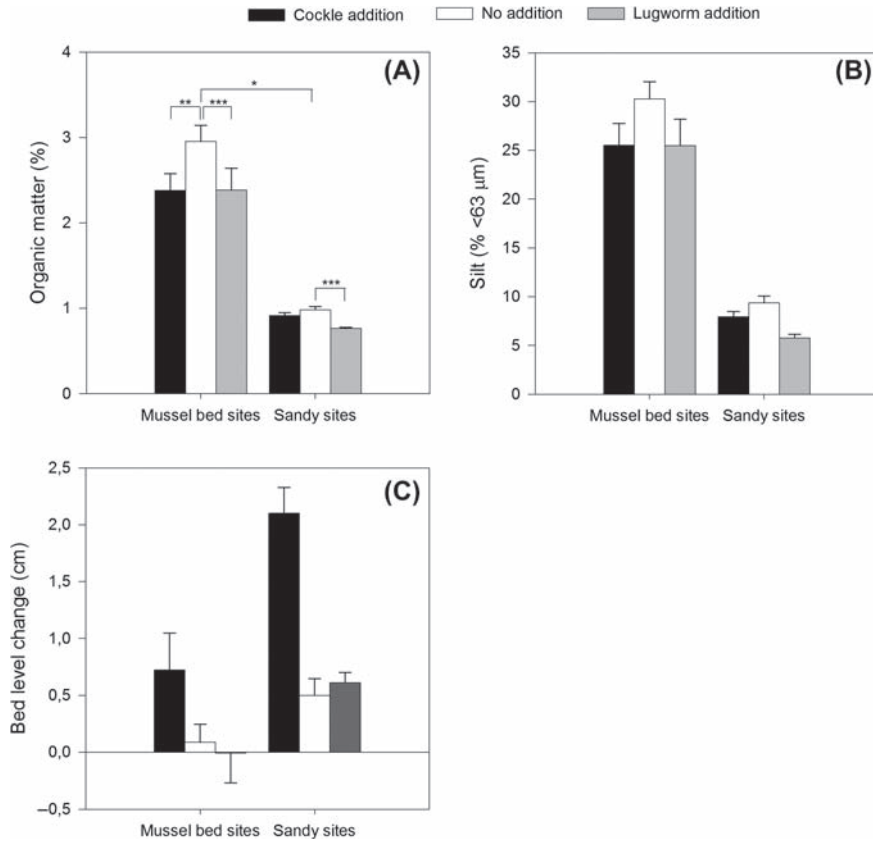 Cockle addition No addition Lugworm addition
(A)
Organic matter (%)
4
3
2
1
0
** *** *
***
Mussel bed sites Sandy sites
(B)
Silt (% <63 µm)
35
30
25
20
15
10
5
0
Mussel bed sites Sandy sites
(C)
Bed level change (cm)
2,5
2,0
1,5
1,0
0,5
0,0
–0,5
Mussel bed sites Sandy sites